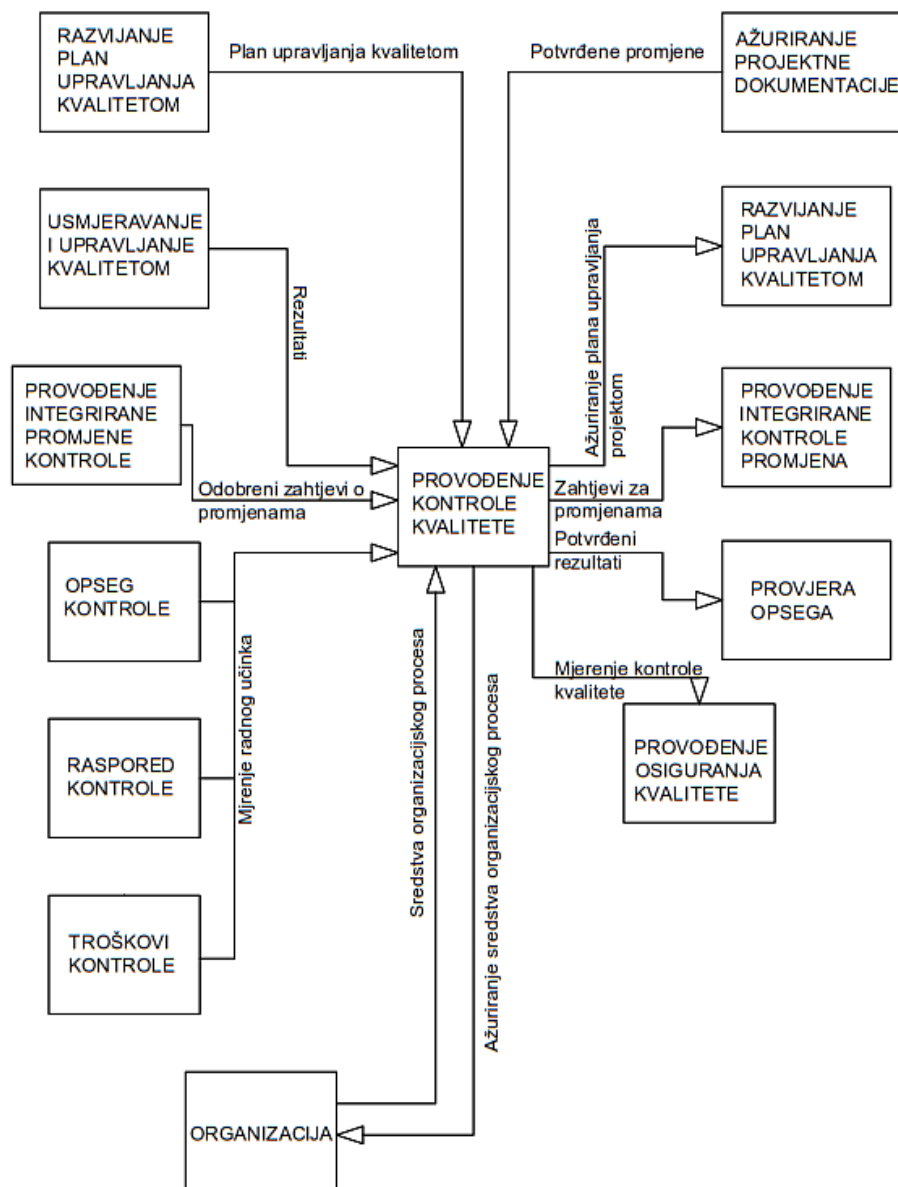 RAZVIJANJE
PLAN
UPRAVLJANJA
KVALITETOM
Plan upravljanja kvalitetom
Potvrđene promjene
AŽURIRANJE
PROJEKTNE
DOKUMENTACIJE
USMJERAVANJE
I UPRAVLJANJE
KVALITETOM
Rezultati
Ažuriranje plana upravljanja
projektom
RAZVIJANJE
PLAN
UPRAVLJANJA
KVALITETOM
PROVOĐENJE
INTEGRIRANE
PROMJENE
KONTROLE
Odobreni zahtjevi o
promjenama
PROVOĐENJE
KONTROLE
KVALITETE
Zahtjevi za
promjenama
PROVOĐENJE
INTEGRIRANE
KONTROLE
PROMJENA
Potvrđeni
rezultati
PROVJERA
OPSEGA
OPSEG
KONTROLE
RASPORED
KONTROLE
TROŠKOVI
KONTROLE
Mjrenje radnog učinka
Sredstva organizacijskog procesa
Ažuriranje sredstva organizacijskog procesa
Mjerenje kontrole
kvalitete
PROVOĐENJE
OSIGURANJA
KVALITETE
ORGANIZACIJA